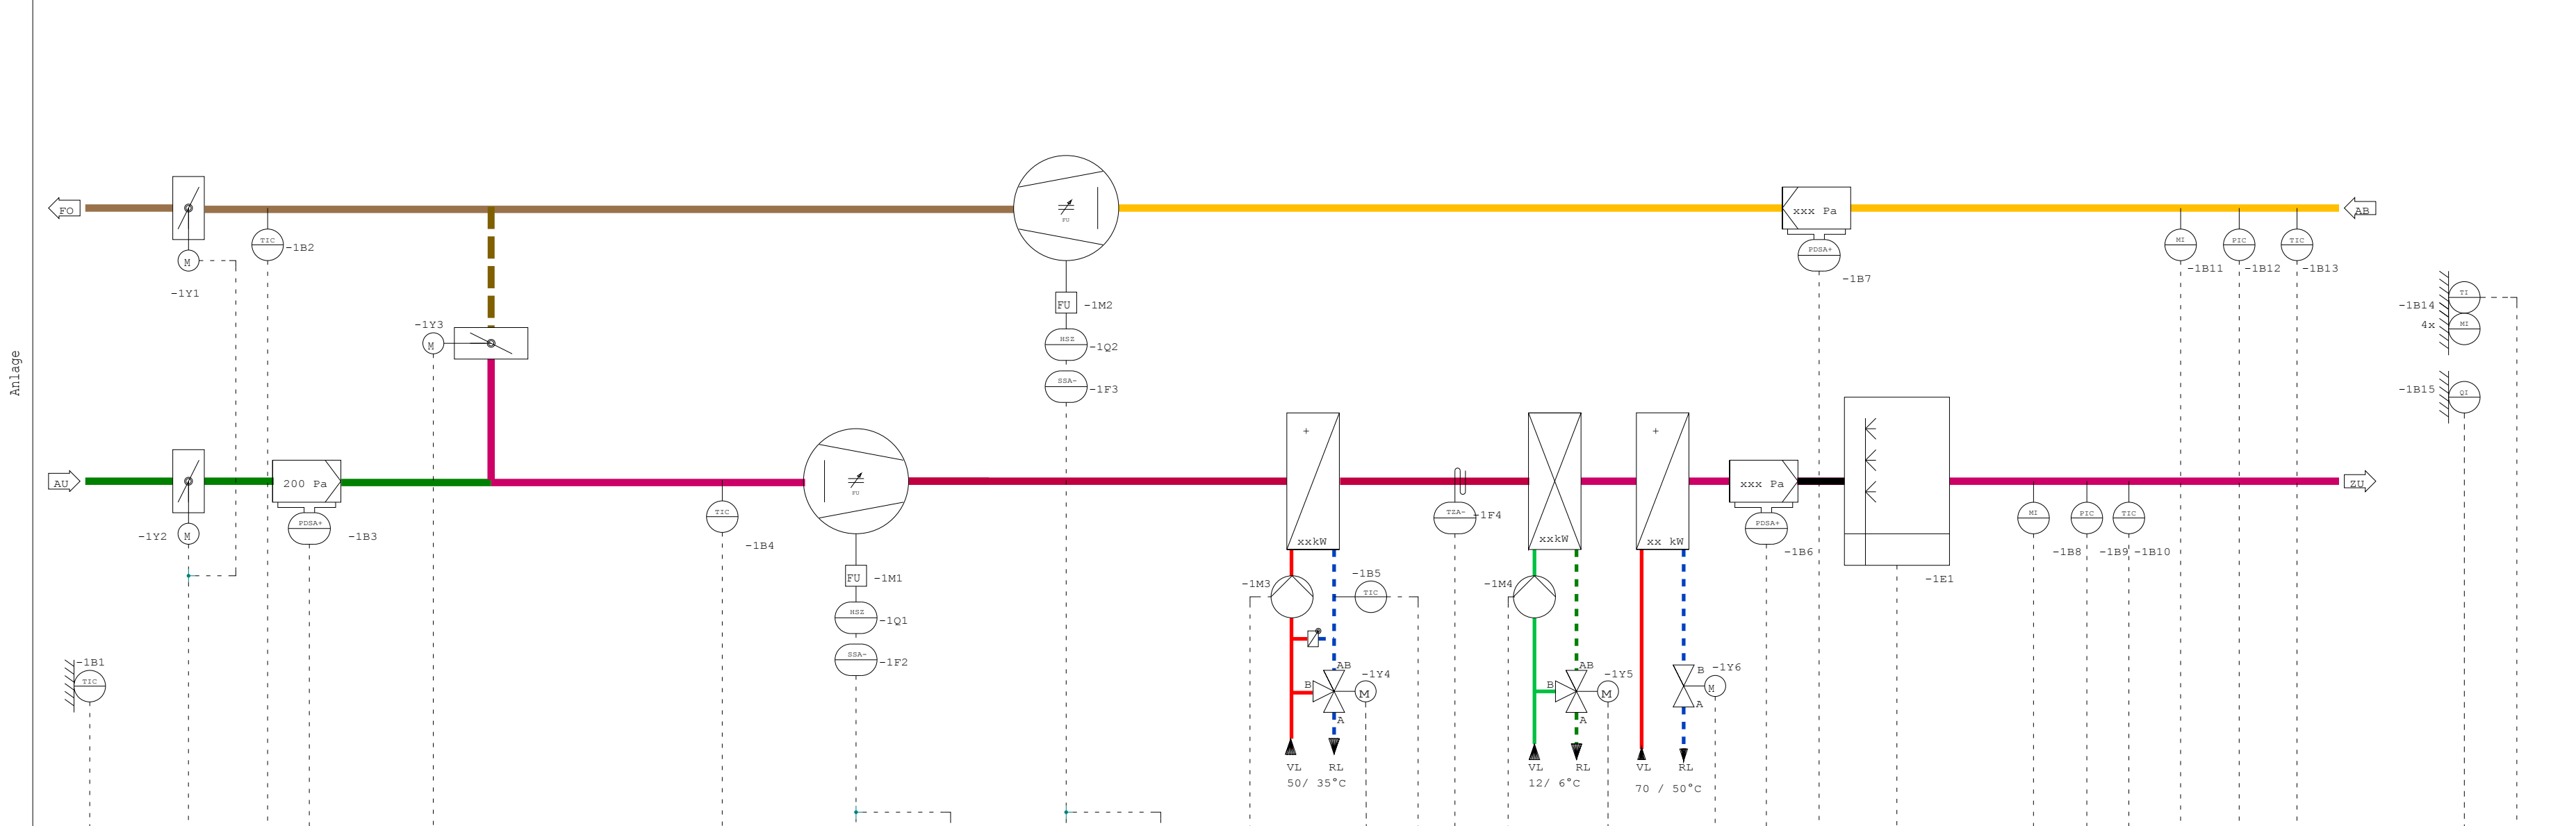 FO
M
-1Y1
TIC
-1B2
-1Y3
M
FU
FU
-1M2
HSZ
-1Q2
SSA-
-1F3
xxx Pa
PDSA+
-1B7
AB
MI
-1B11
PIC
-1B12
TIC
-1B13
TI
-1B14
4x
MI
-1B15
QI
Anlage
AU
-1Y2
M
200 Pa
PDSA+
-1B3
TIC
-1B4
FU
FU
-1M1
HSZ
-1Q1
SSA-
-1F2
-1B1
TIC
+
xxkW
-1M3
-1B5
TIC
AB
B
A
-1Y4
M
VL
RL
50/ 35°C
TZA-
-1F4
xxkW
-1M4
AB
B
A
-1Y5
M
VL
RL
12/ 6°C
+
xx kW
B
-1Y6
M
A
VL
RL
70 / 50°C
xxx Pa
PDSA+
-1B6
-1E1
MI
-1B8
PIC
-1B9
TIC
-1B10
ZU